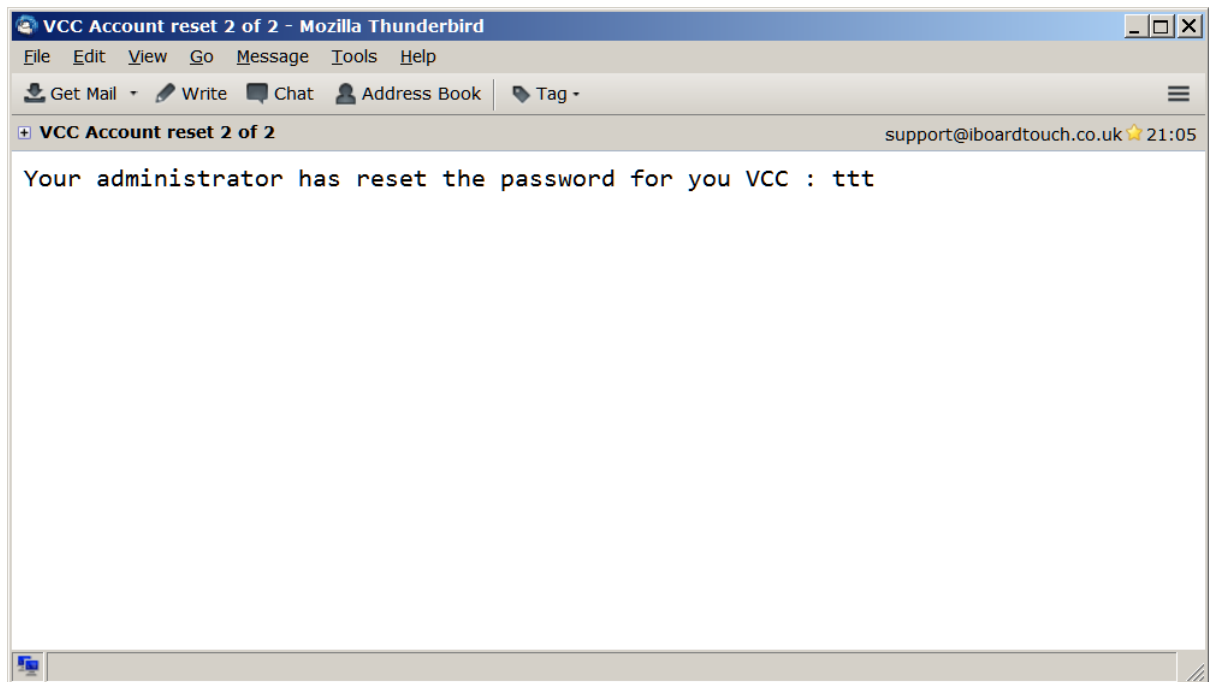 VCC Account reset 2 of 2 - Mozilla Thunderbird
File Edit View Go Message Tools Help
Get Mail Write Chat Address Book Tag
VCC Account reset 2 of 2 support@iboardtouch.co.uk 21:05
Your administrator has reset the password for you VCC : ttt